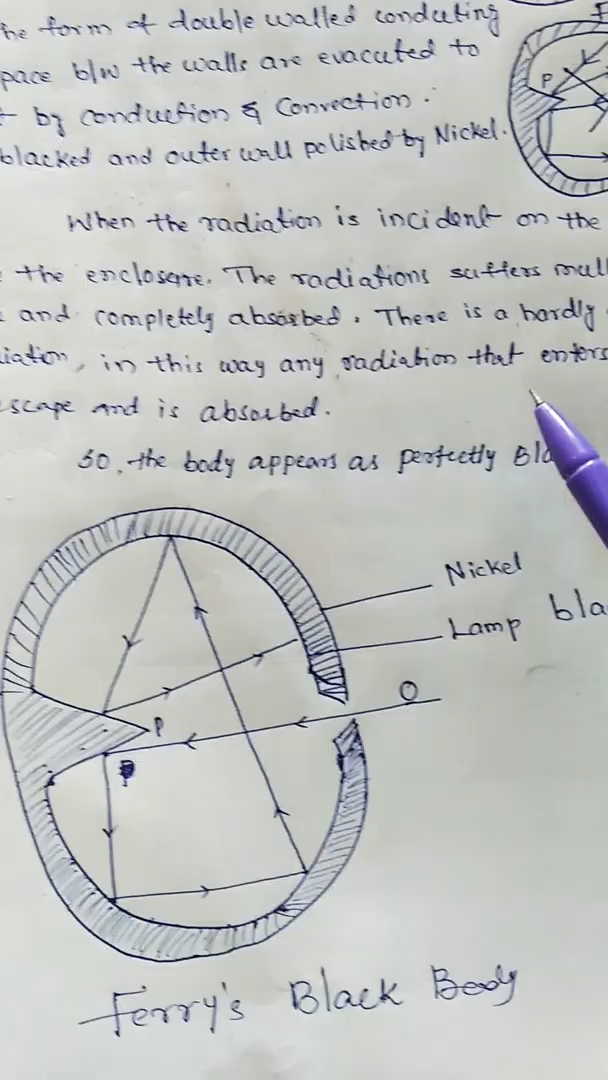 he form of double walled conducting
pace b/w the walls are evacuted to
by conduction & Convection.
blacked and outer wall polished by Nickel.
P
When the radiation is incident on the
the enclosere. The radiations suffers mul
and completely absorbed. There is a hardly
iation, in this way any radiation that enters
scape and is absorbed.
so, the body appears as perfectly Bla
Nickel
Lamp bla
O
P
P
Ferry's Black Body